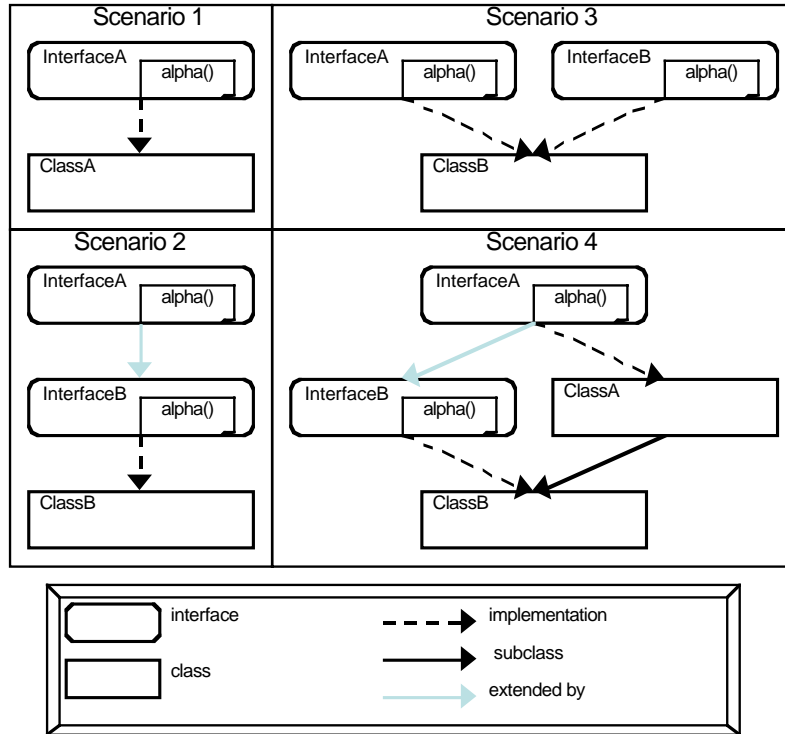 Scenario 1
InterfaceA
alpha()
ClassA
Scenario 3
InterfaceA
alpha()
InterfaceB
alpha()
ClassB
Scenario 2
InterfaceA
alpha()
InterfaceB
alpha()
ClassB
Scenario 4
InterfaceA
alpha()
InterfaceB
alpha()
ClassA
ClassB
interface
class
implementation
subclass
extended by